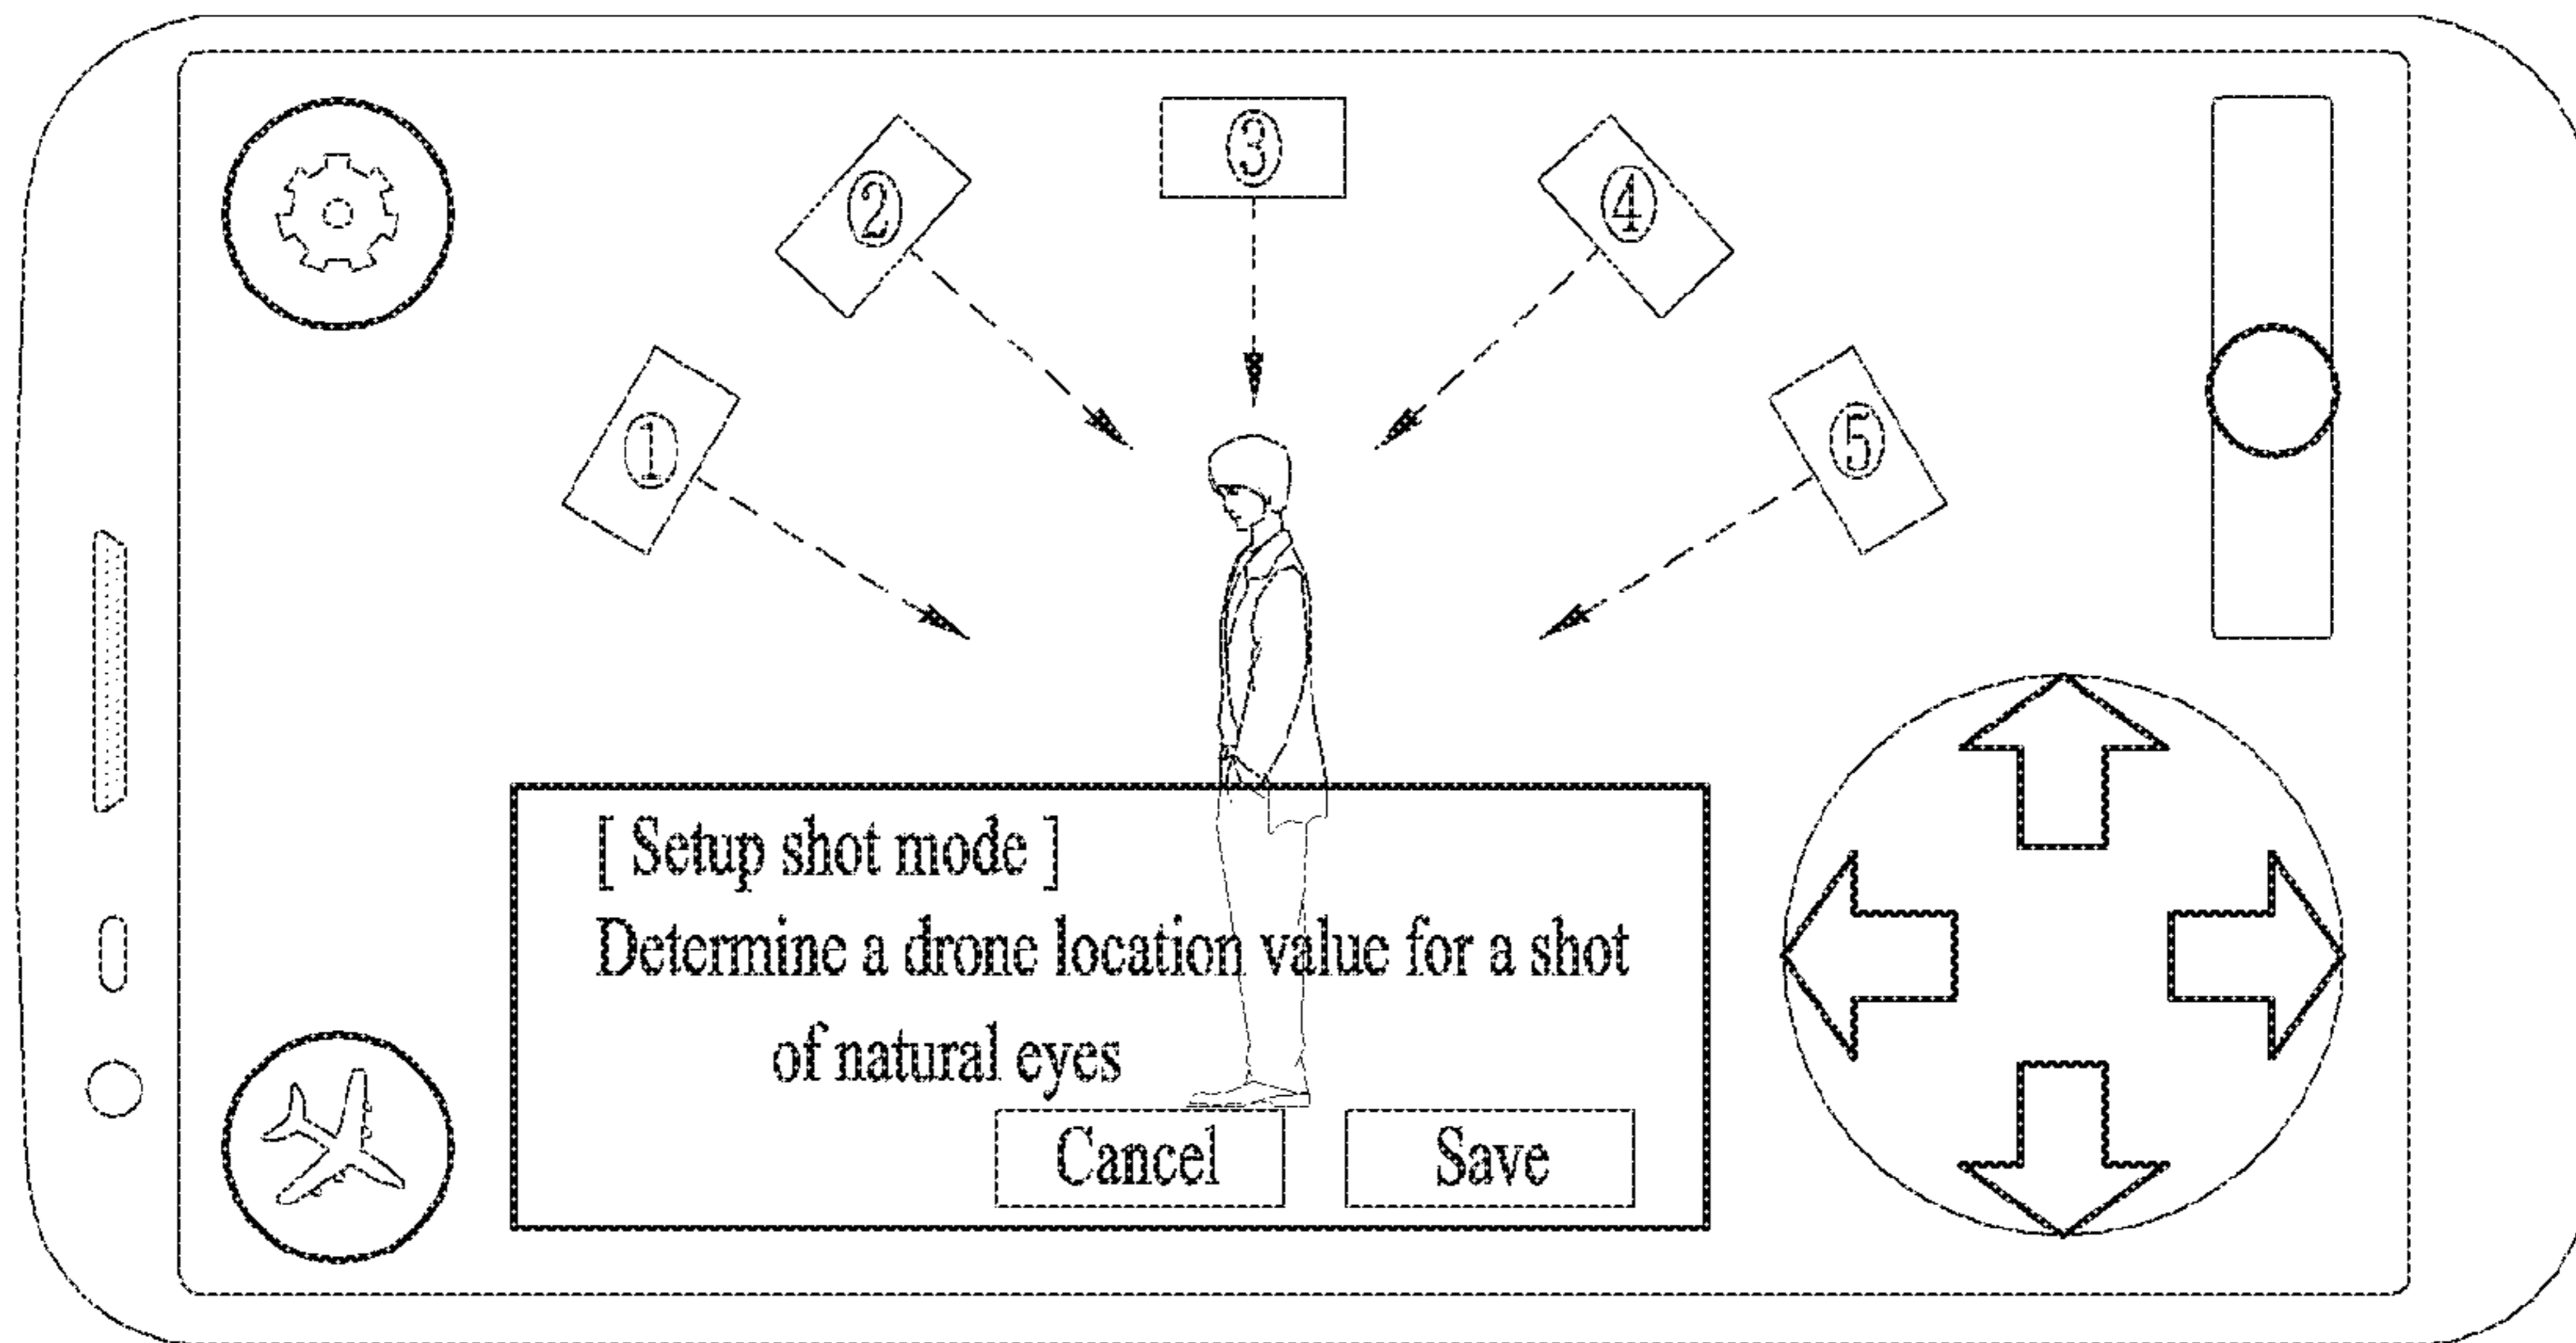 ③
②
④
①
⑤
[ Setup shot mode ]
Determine a drone location value for a shot
of natural eyes
Cancel
Save